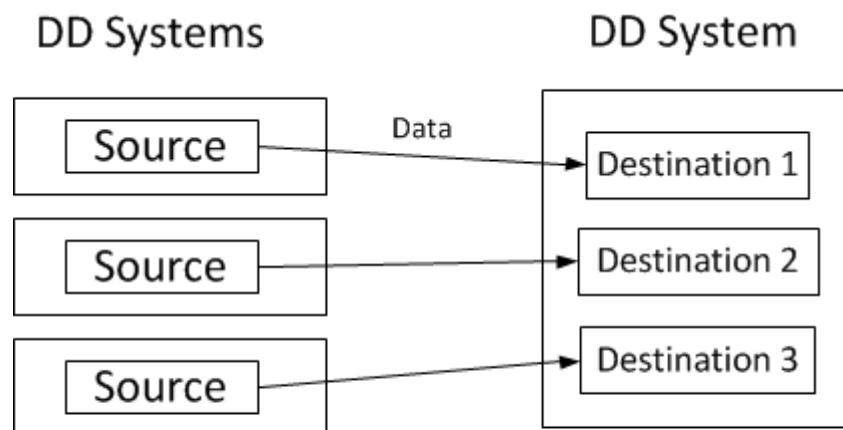 DD Systems
DD System
Source
Data
Destination 1
Source
Destination 2
Source
Destination 3